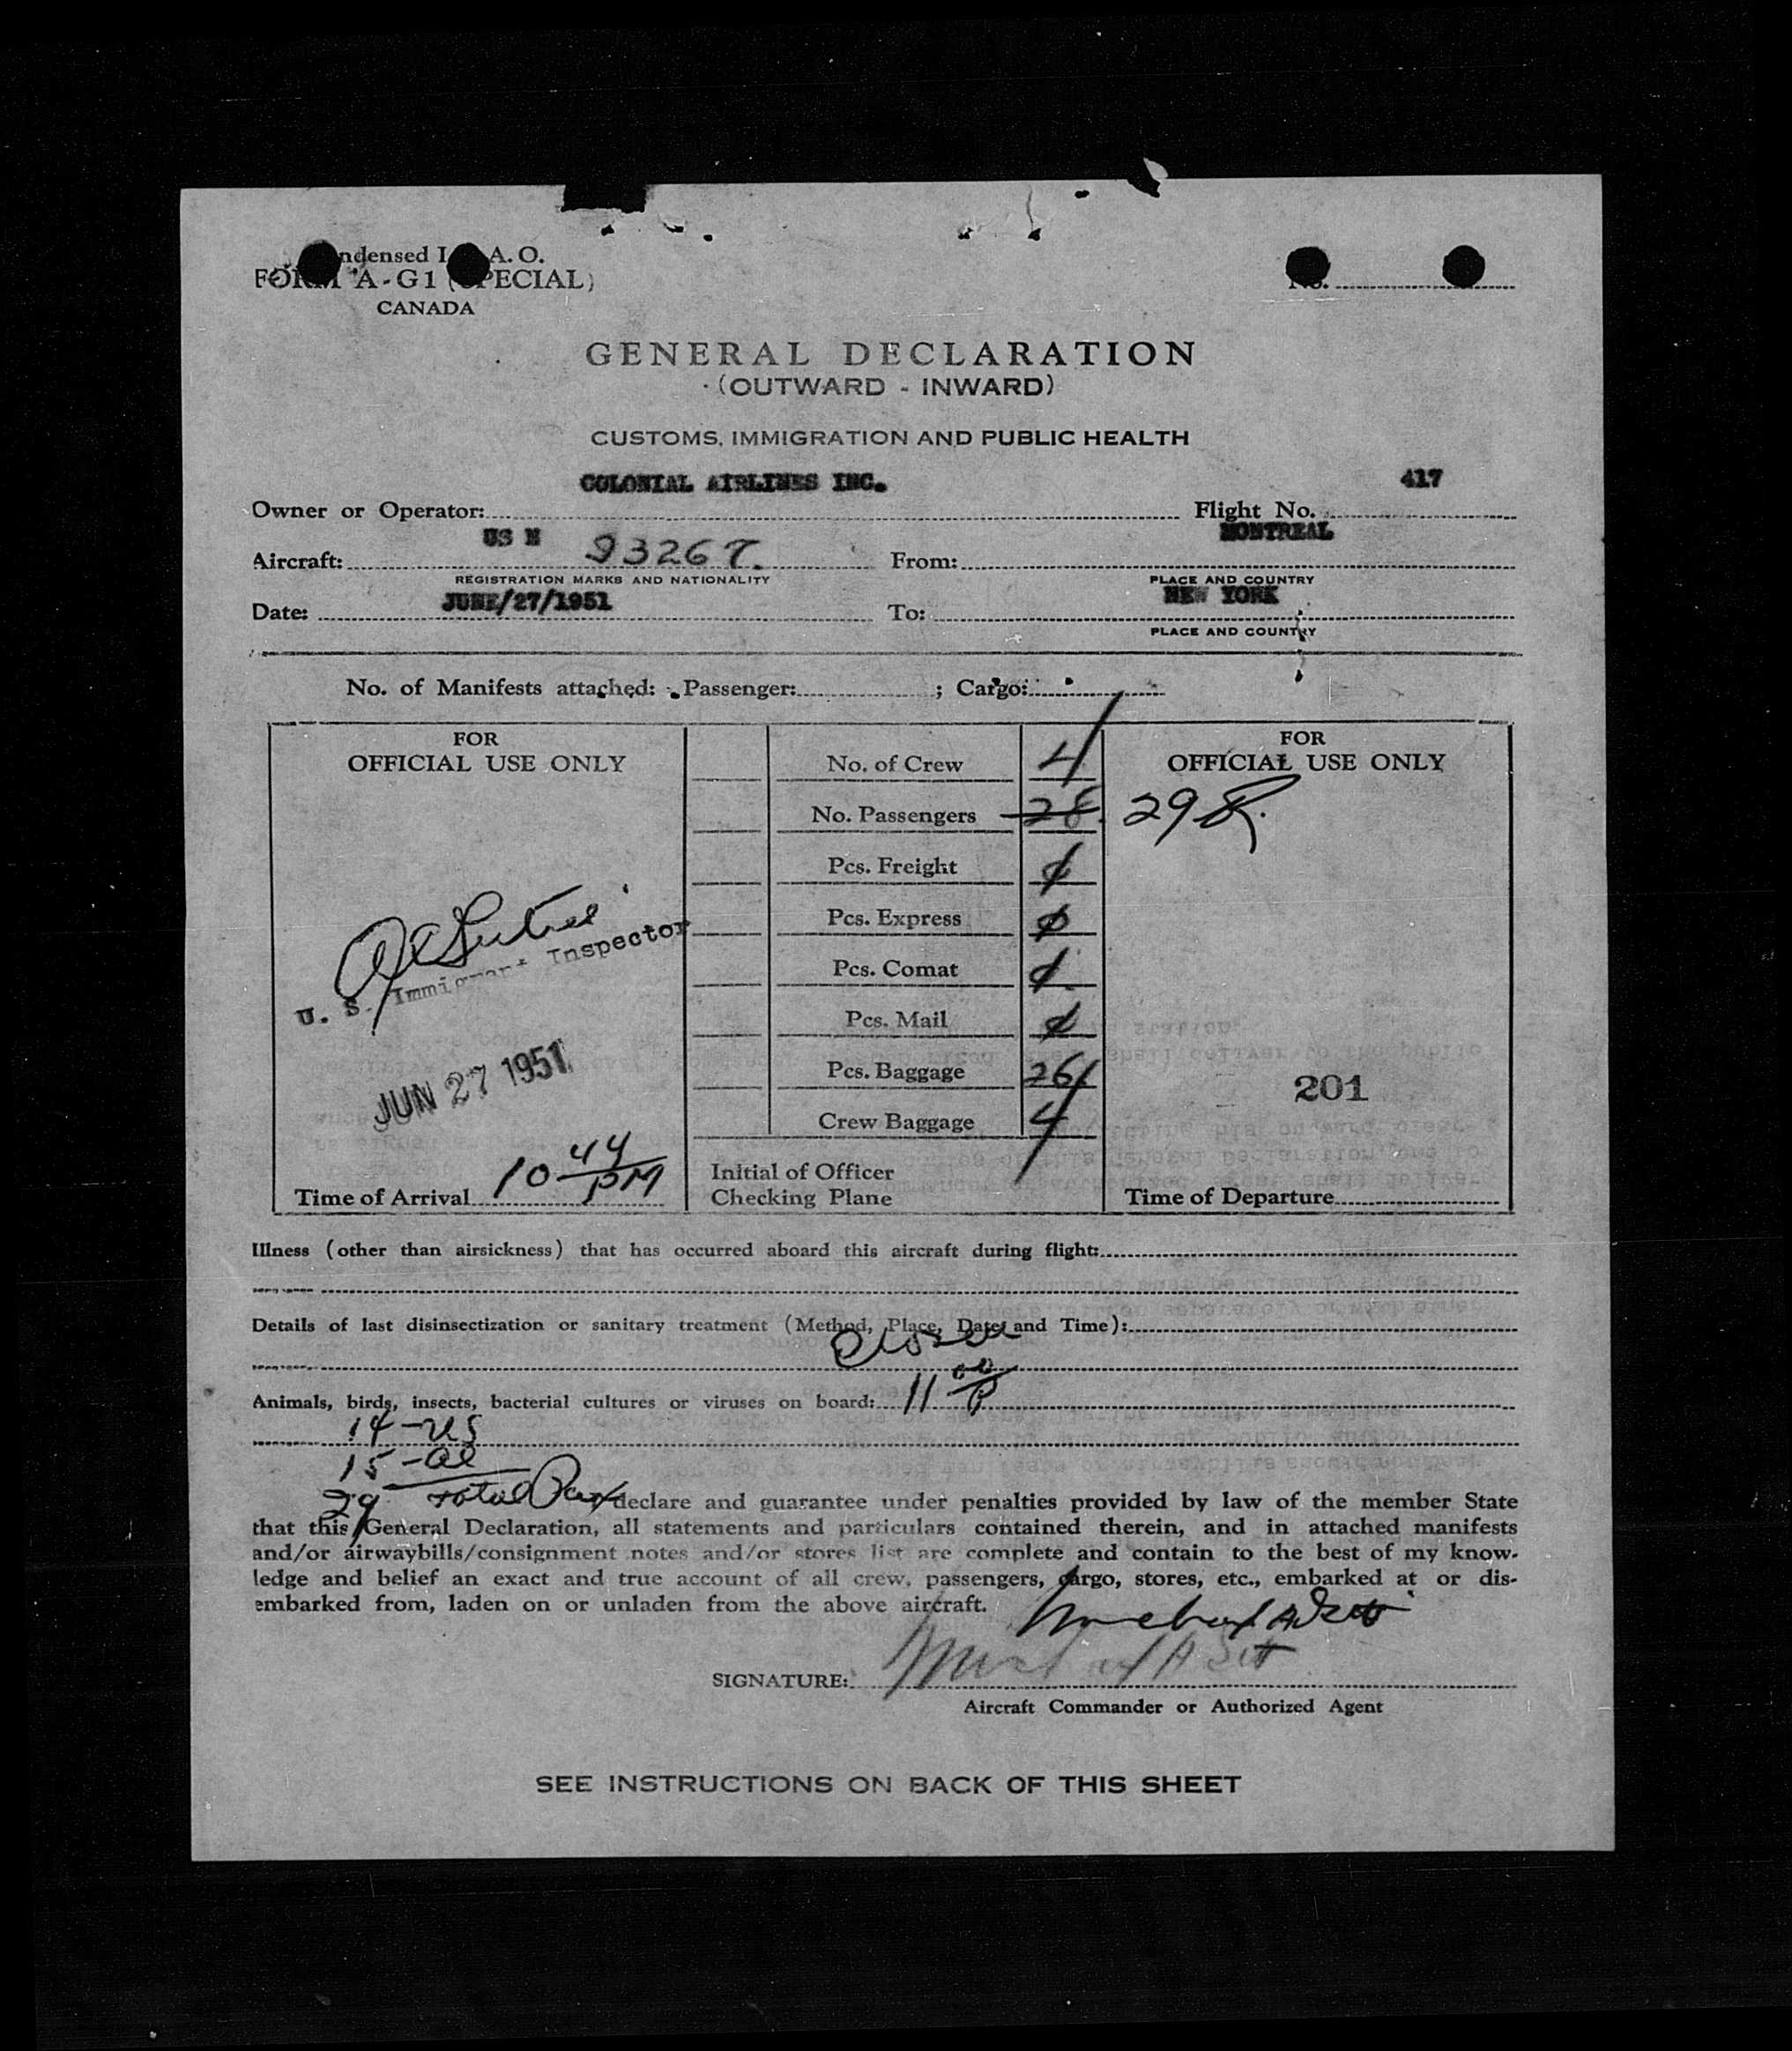 ndensed I. A. O.
FORM A-G1 (SPECIAL)
CANADA
No.
GENERAL DECLARATION
(OUTWARD - INWARD)
CUSTOMS, IMMIGRATION AND PUBLIC HEALTH
COLONIAL AIRLINES INC. 417
Owner or Operator: Flight No.
US N 93267. MONTREAL
Aircraft: From:
REGISTRATION MARKS AND NATIONALITY PLACE AND COUNTRY
JUNE/27/1951 NEW YORK
Date: To:
PLACE AND COUNTRY
No. of Manifests attached: Passenger: ; Cargo:
FOR
OFFICIAL USE ONLY
U. S. Immigrant Inspector
JUN 27 1951
10 44 PM
Time of Arrival
No. of Crew 4
No. Passengers 28
Pcs. Freight ø
Pcs. Express ø
Pcs. Comat ø
Pcs. Mail ø
Pcs. Baggage 26
Crew Baggage 4
Initial of Officer
Checking Plane
FOR
OFFICIAL USE ONLY
29
201
Time of Departure
Illness (other than airsickness) that has occurred aboard this aircraft during flight:
Details of last disinsectization or sanitary treatment (Method, Place, Date, and Time):
Closed
Animals, birds, insects, bacterial cultures or viruses on board: 11 00 P
14-US
15-al
29 Total Pax
declare and guarantee under penalties provided by law of the member State
that this General Declaration, all statements and particulars contained therein, and in attached manifests
and/or airwaybills/consignment notes and/or stores list are complete and contain to the best of my know-
ledge and belief an exact and true account of all crew, passengers, cargo, stores, etc., embarked at or dis-
embarked from, laden on or unladen from the above aircraft.
SIGNATURE:
Aircraft Commander or Authorized Agent
SEE INSTRUCTIONS ON BACK OF THIS SHEET